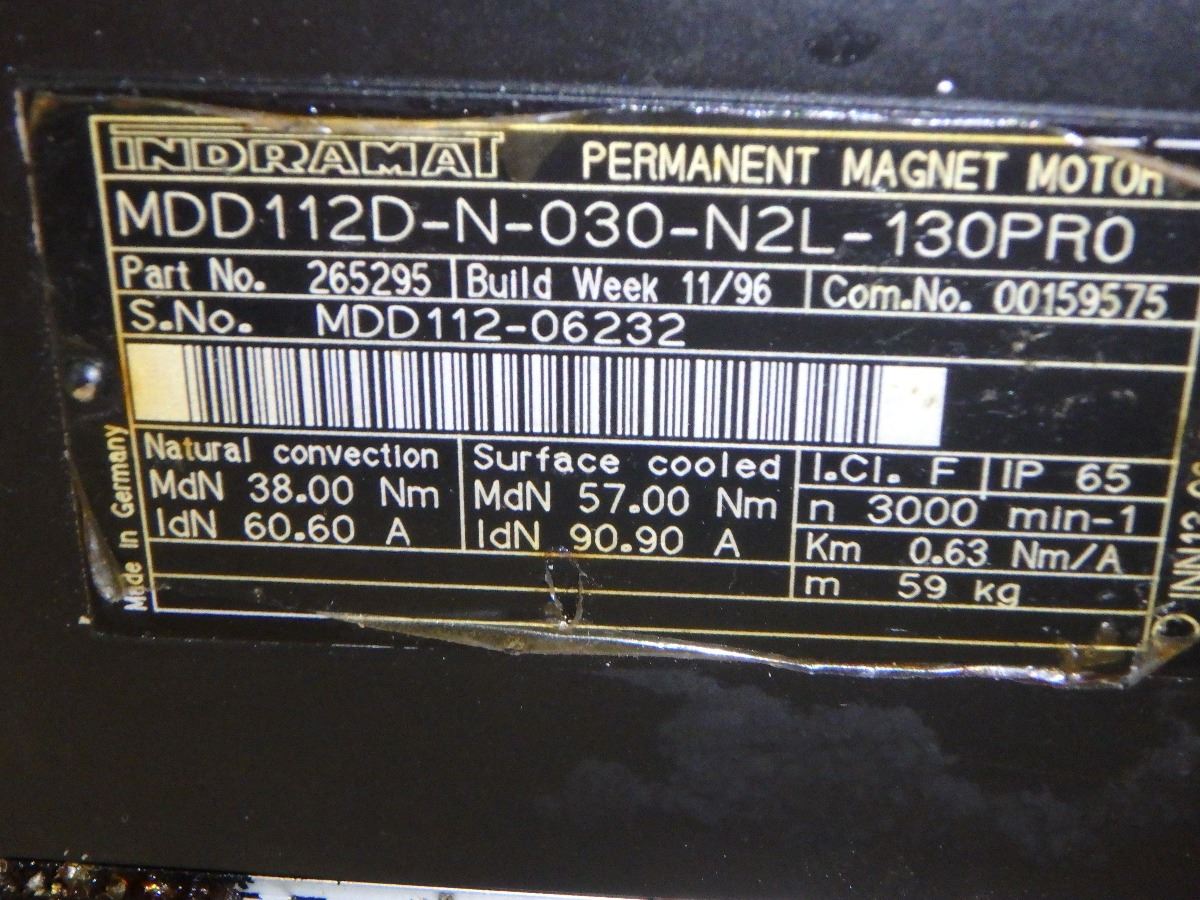 INDRAMAT PERMANENT MAGNET MOTOR
MDD112D-N-030-N2L-130PR0
Part No. 265295 Build Week 11/96 Com.No. 00159575
S.No. MDD112-06232
Natural convection
MdN 38.00 Nm
IdN 60.60 A
Surface cooled
MdN 57.00 Nm
IdN 90.90 A
I.Cl. F IP 65
n 3000 min-1
Km 0.63 Nm/A
m 59 kg
Made in Germany